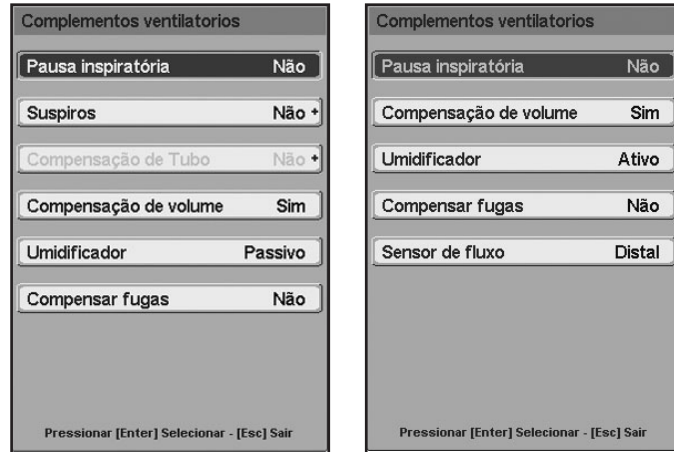 Complementos ventilatorios
Pausa inspiratória Não
Suspiros Não +
Compensação de Tubo Não +
Compensação de volume Sim
Umidificador Passivo
Compensar fugas Não
Pressionar [Enter] Selecionar - [Esc] Sair
Complementos ventilatorios
Pausa inspiratória Não
Compensação de volume Sim
Umidificador Ativo
Compensar fugas Não
Sensor de fluxo Distal
Pressionar [Enter] Selecionar - [Esc] Sair